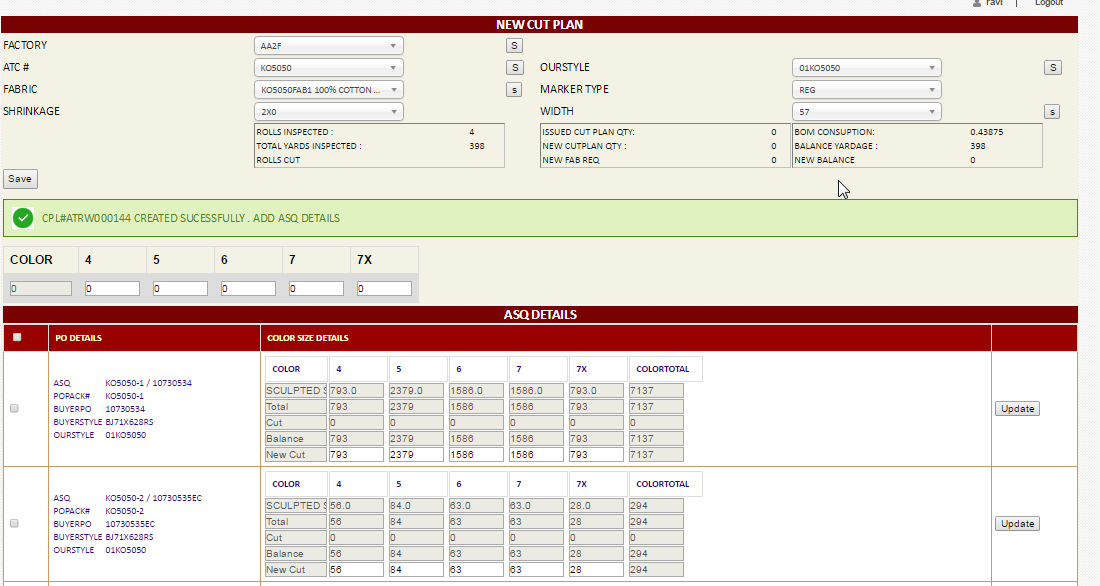 ravi | Logout
NEW CUT PLAN
FACTORY AA2F S
ATC # KO5050 S OURSTYLE 01KO5050 S
FABRIC KO5050FAB1 100% COTTON ... s MARKER TYPE REG
SHRINKAGE 2X0 WIDTH 57 s
ROLLS INSPECTED : 4 ISSUED CUT PLAN QTY: 0 BOM CONSUPTION: 0.43875
TOTAL YARDS INSPECTED : 398 NEW CUTPLAN QTY : 0 BALANCE YARDAGE : 398
ROLLS CUT NEW FAB REQ 0 NEW BALANCE 0
Save
CPL#ATRW000144 CREATED SUCESSFULLY . ADD ASQ DETAILS
COLOR 4 5 6 7 7X
0 0 0 0 0 0
ASQ DETAILS
PO DETAILS COLOR SIZE DETAILS
ASQ KO5050-1 / 10730534
POPACK# KO5050-1
BUYERPO 10730534
BUYERSTYLE BJ71X628RS
OURSTYLE 01KO5050
COLOR 4 5 6 7 7X COLORTOTAL
SCULPTED S 793.0 2379.0 1586.0 1586.0 793.0 7137
Total 793 2379 1586 1586 793 7137
Cut 0 0 0 0 0 0
Balance 793 2379 1586 1586 793 7137
New Cut 793 2379 1586 1586 793 7137
Update
ASQ KO5050-2 / 10730535EC
POPACK# KO5050-2
BUYERPO 10730535EC
BUYERSTYLE BJ71X628RS
OURSTYLE 01KO5050
COLOR 4 5 6 7 7X COLORTOTAL
SCULPTED S 56.0 84.0 63.0 63.0 28.0 294
Total 56 84 63 63 28 294
Cut 0 0 0 0 0 0
Balance 56 84 63 63 28 294
New Cut 56 84 63 63 28 294
Update